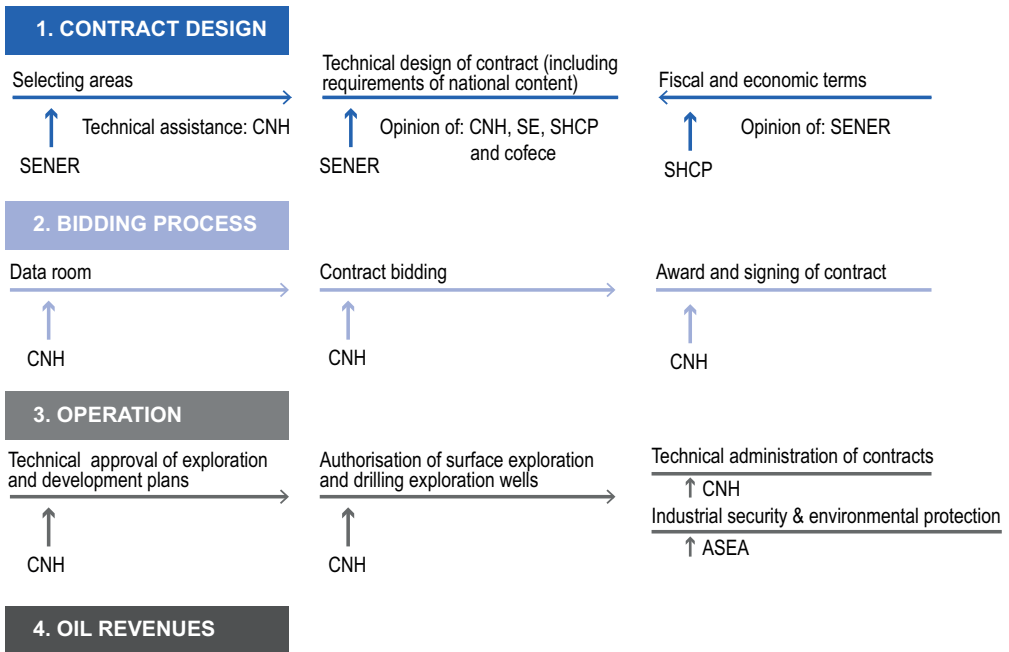 1. CONTRACT DESIGN
Selecting areas
Technical assistance: CNH
SENER
Technical design of contract (including
requirements of national content)
Opinion of: CNH, SE, SHCP
and cofece
SENER
Fiscal and economic terms
Opinion of: SENER
SHCP
2. BIDDING PROCESS
Data room
CNH
Contract bidding
CNH
Award and signing of contract
CNH
3. OPERATION
Technical approval of exploration
and development plans
CNH
Authorisation of surface exploration
and drilling exploration wells
CNH
Technical administration of contracts
CNH
Industrial security & environmental protection
ASEA
4. OIL REVENUES